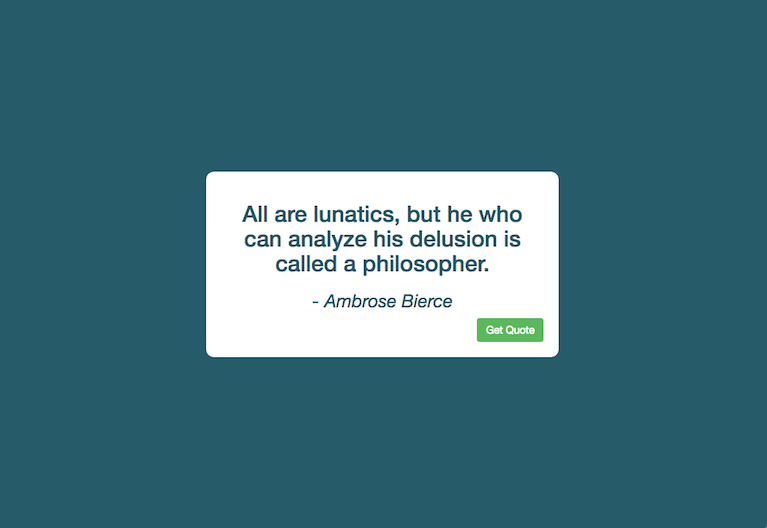 All are lunatics, but he who
can analyze his delusion is
called a philosopher.
- Ambrose Bierce
Get Quote